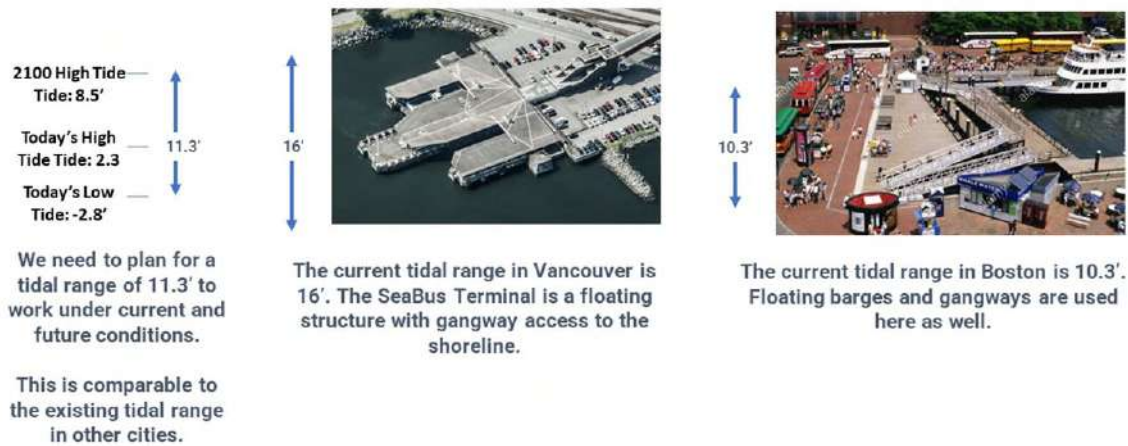 2100 High Tide
Tide: 8.5′
Today's High
Tide Tide: 2.3
Today's Low
Tide: -2.8′
11.3′
We need to plan for a
tidal range of 11.3′ to
work under current and
future conditions.
This is comparable to
the existing tidal range
in other cities.
16′
The current tidal range in Vancouver is
16′. The SeaBus Terminal is a floating
structure with gangway access to the
shoreline.
10.3′
The current tidal range in Boston is 10.3′.
Floating barges and gangways are used
here as well.